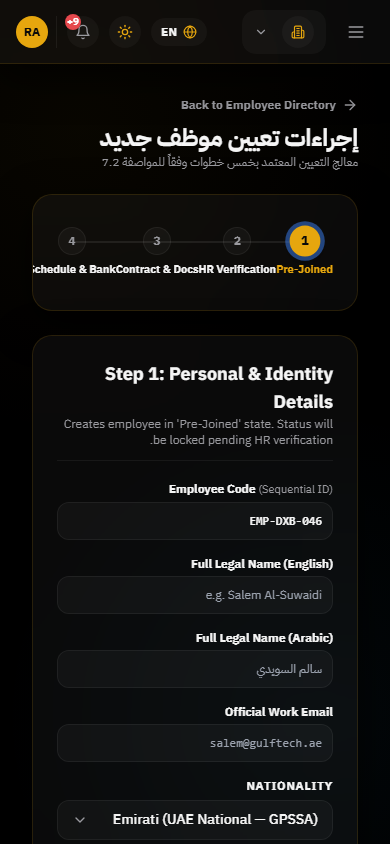 RA
+9
EN
Back to Employee Directory →
إجراءات تعيين موظف جديد
معالج التعيين المعتمد بخمس خطوات وفقاً للمواصفة 7.2
1
2
3
4
Pre-Joined
HR Verification
Contract & Docs
Schedule & Bank
Step 1: Personal & Identity
Details
Creates employee in 'Pre-Joined' state. Status will
be locked pending HR verification.
Employee Code (Sequential ID)
EMP-DXB-046
Full Legal Name (English)
e.g. Salem Al-Suwaidi
Full Legal Name (Arabic)
سالم السويدي
Official Work Email
salem@gulftech.ae
NATIONALITY
Emirati (UAE National — GPSSA)